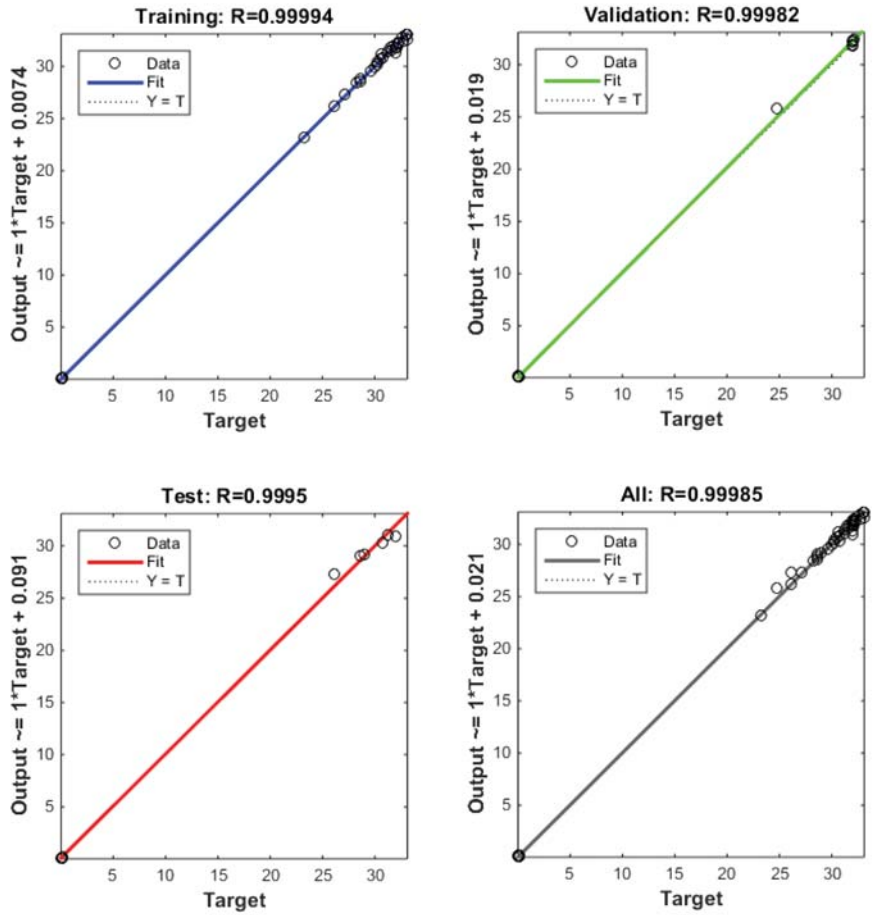 Training: R=0.99994
Data
Fit
Y = T
Output ~= 1*Target + 0.0074
30
25
20
15
10
5
5 10 15 20 25 30
Target
Validation: R=0.99982
Data
Fit
Y = T
Output ~= 1*Target + 0.019
30
25
20
15
10
5
5 10 15 20 25 30
Target
Test: R=0.9995
Data
Fit
Y = T
Output ~= 1*Target + 0.091
30
25
20
15
10
5
5 10 15 20 25 30
Target
All: R=0.99985
Data
Fit
Y = T
Output ~= 1*Target + 0.021
30
25
20
15
10
5
5 10 15 20 25 30
Target